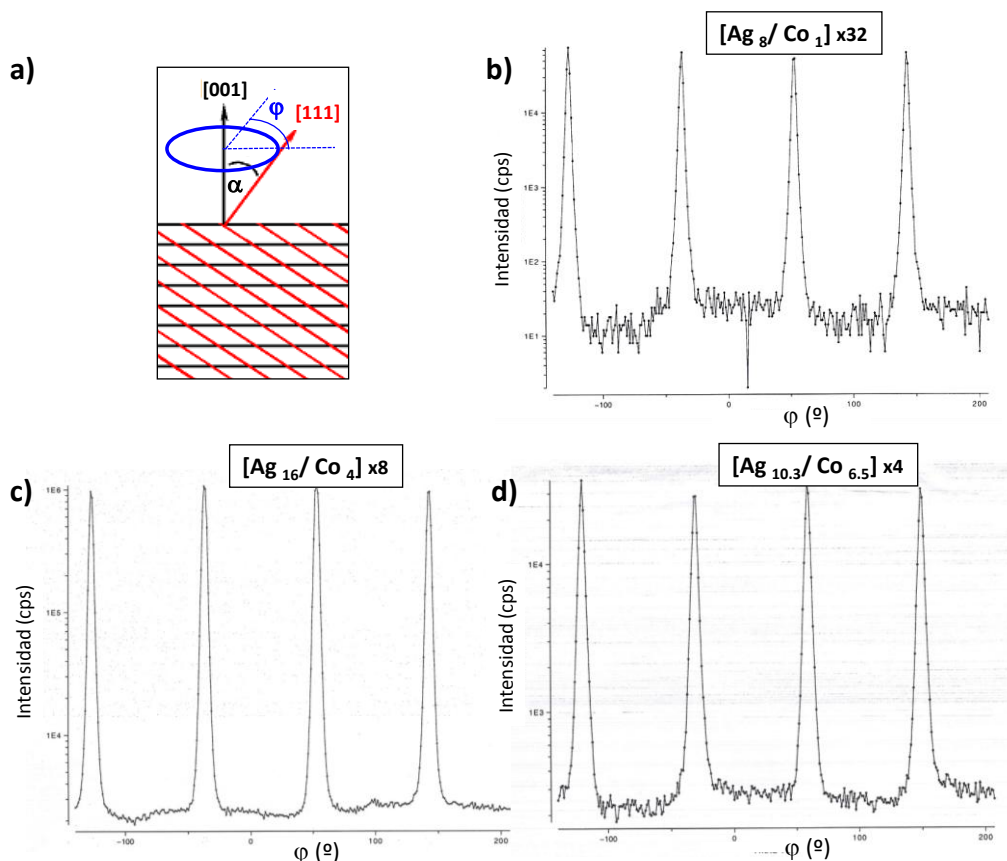 a)
[001]
φ
[111]
α
b)
[Ag 8/ Co 1] x32
Intensidad (cps)
1E4
1E3
1E2
1E1
-100
0
100
200
φ (º)
c)
[Ag 16/ Co 4] x8
Intensidad (cps)
1E6
1E5
1E4
-100
0
100
200
φ (º)
d)
[Ag 10.3/ Co 6.5] x4
Intensidad (cps)
1E4
1E3
-100
0
100
200
φ (º)